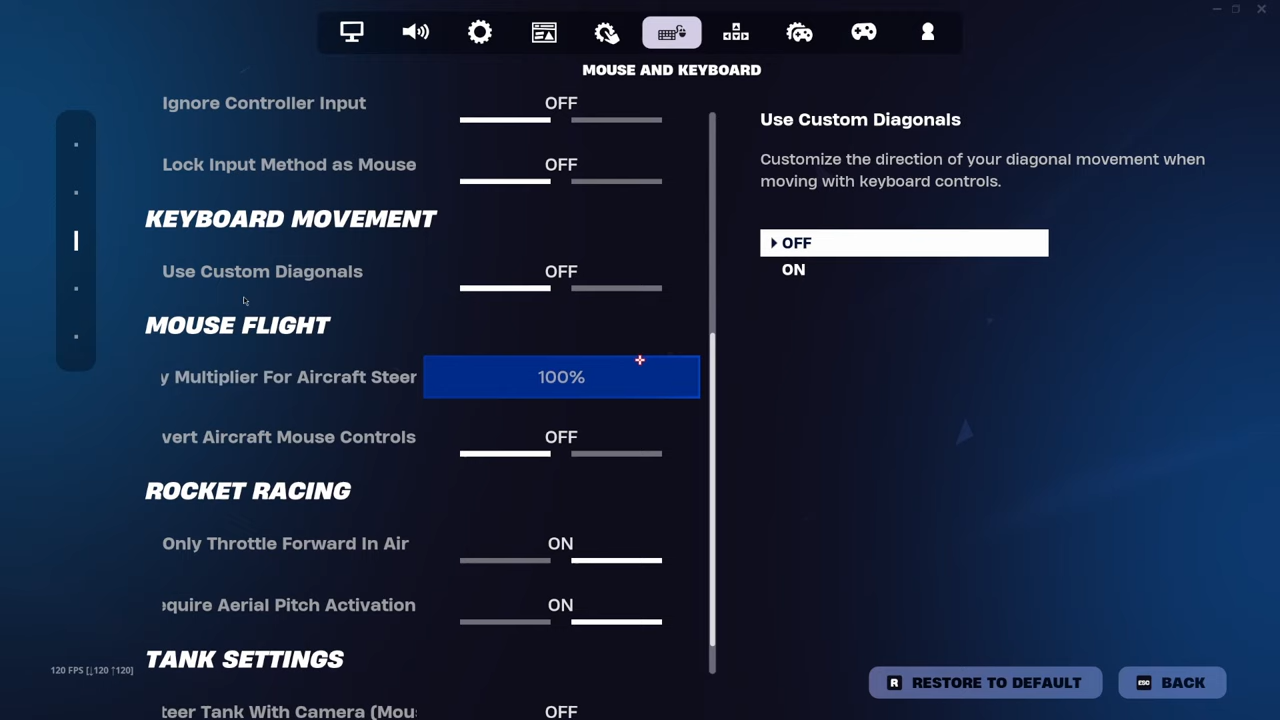 MOUSE AND KEYBOARD
Ignore Controller Input OFF
Lock Input Method as Mouse OFF
KEYBOARD MOVEMENT
Use Custom Diagonals OFF
MOUSE FLIGHT
y Multiplier For Aircraft Steer 100%
vert Aircraft Mouse Controls OFF
ROCKET RACING
Only Throttle Forward In Air ON
equire Aerial Pitch Activation ON
TANK SETTINGS
teer Tank With Camera (Mou OFF
Use Custom Diagonals
Customize the direction of your diagonal movement when
moving with keyboard controls.
OFF
ON
120 FPS [↓120 ↑120]
R RESTORE TO DEFAULT
ESC BACK